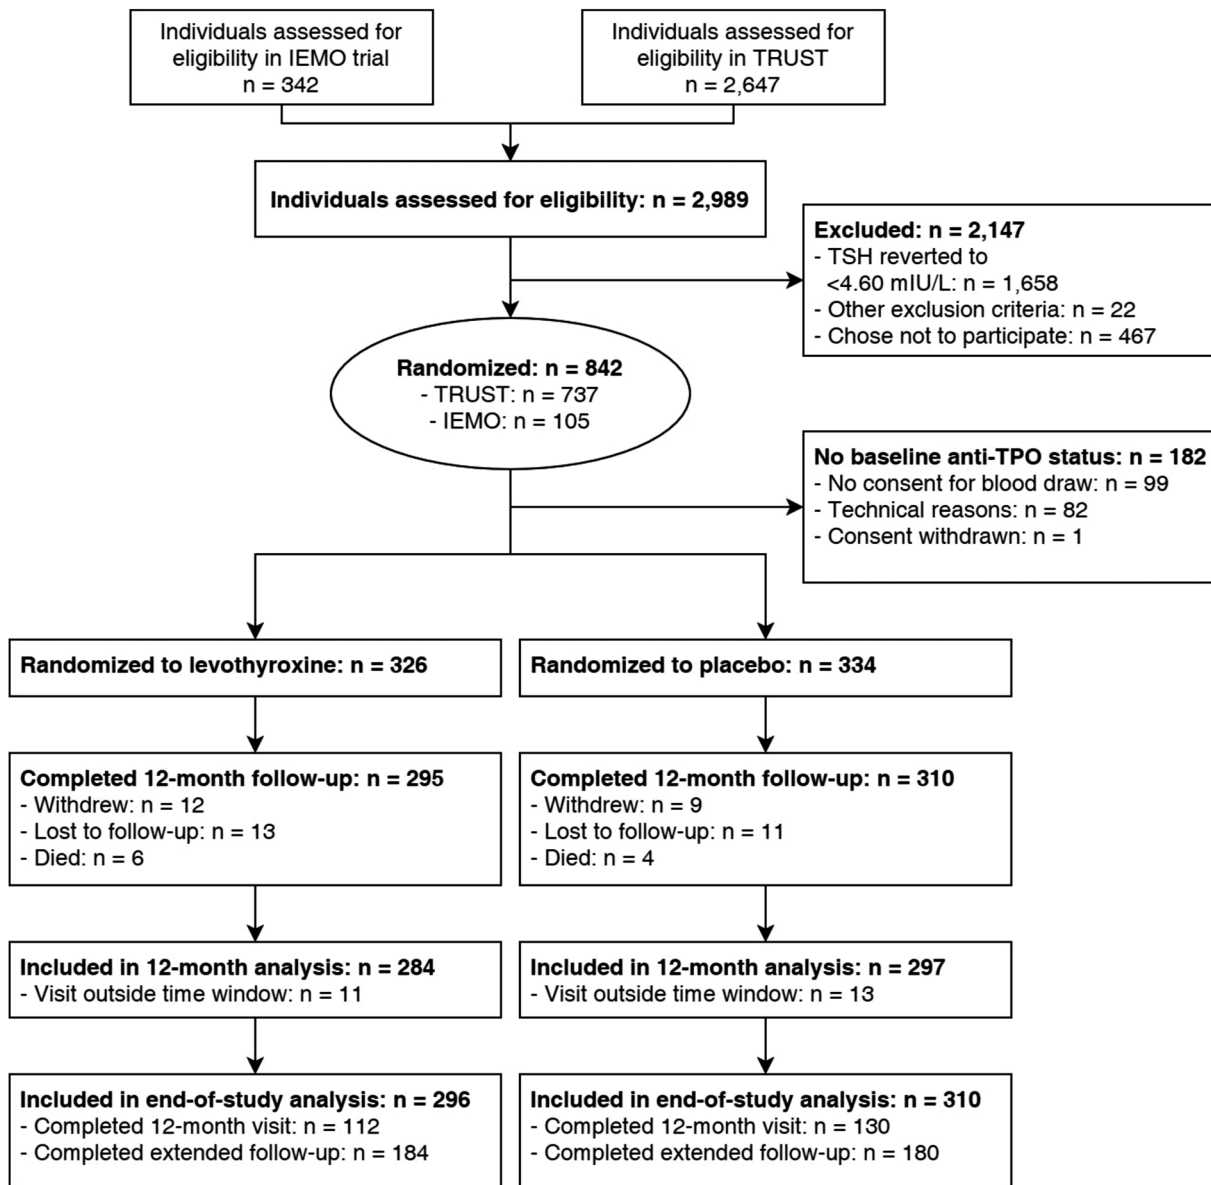 Individuals assessed for
eligibility in IEMO trial
n = 342
Individuals assessed for
eligibility in TRUST
n = 2,647
Individuals assessed for eligibility: n = 2,989
Excluded: n = 2,147
- TSH reverted to
<4.60 mIU/L: n = 1,658
- Other exclusion criteria: n = 22
- Chose not to participate: n = 467
Randomized: n = 842
- TRUST: n = 737
- IEMO: n = 105
No baseline anti-TPO status: n = 182
- No consent for blood draw: n = 99
- Technical reasons: n = 82
- Consent withdrawn: n = 1
Randomized to levothyroxine: n = 326
Randomized to placebo: n = 334
Completed 12-month follow-up: n = 295
- Withdrew: n = 12
- Lost to follow-up: n = 13
- Died: n = 6
Completed 12-month follow-up: n = 310
- Withdrew: n = 9
- Lost to follow-up: n = 11
- Died: n = 4
Included in 12-month analysis: n = 284
- Visit outside time window: n = 11
Included in 12-month analysis: n = 297
- Visit outside time window: n = 13
Included in end-of-study analysis: n = 296
- Completed 12-month visit: n = 112
- Completed extended follow-up: n = 184
Included in end-of-study analysis: n = 310
- Completed 12-month visit: n = 130
- Completed extended follow-up: n = 180